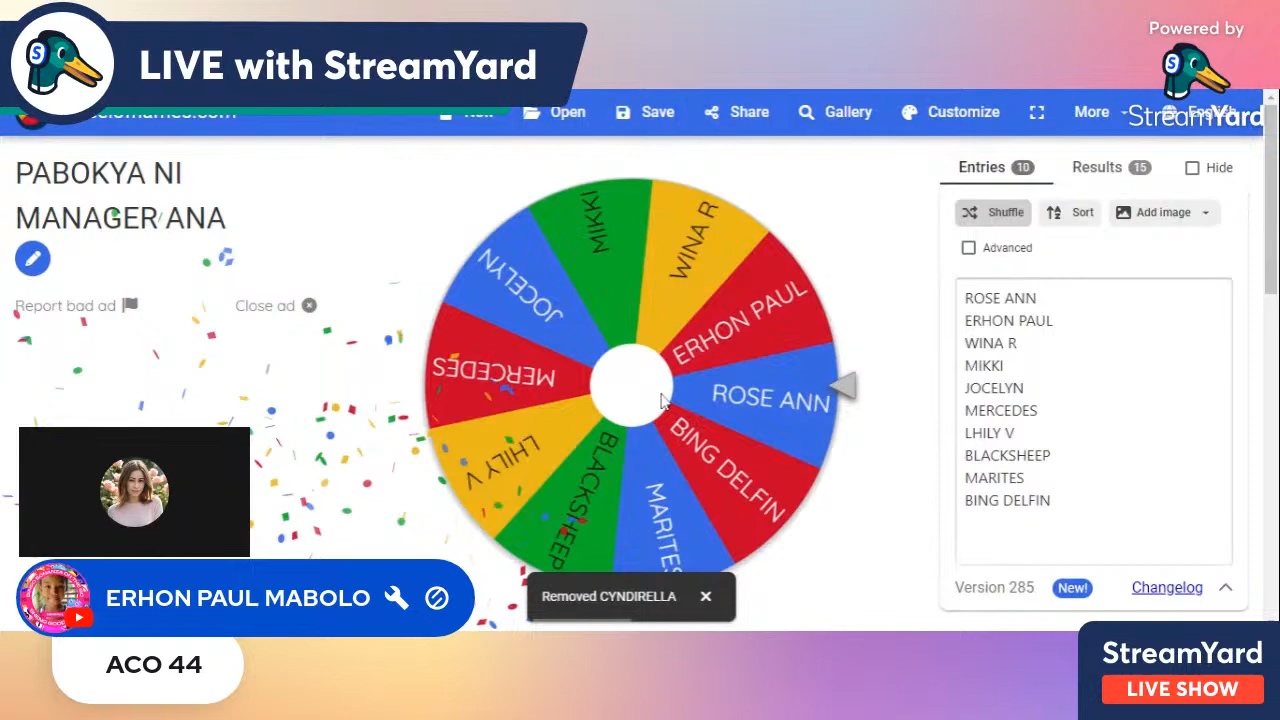 S
LIVE with StreamYard
Powered by
S
StreamYard
Open
Save
Share
Gallery
Customize
More
English
PABOKYA NI
MANAGER ANA
Report bad ad
Close ad
MIKKI
WINA R
ERHON PAUL
ROSE ANN
BING DELFIN
MARITES
BLACKSHEEP
LHILY V
MERCEDES
JOCELYN
Entries 10
Results 15
Hide
Shuffle
Sort
Add image
Advanced
ROSE ANN
ERHON PAUL
WINA R
MIKKI
JOCELYN
MERCEDES
LHILY V
BLACKSHEEP
MARITES
BING DELFIN
Version 285
New!
Changelog
Removed CYNDIRELLA
ERHON PAUL MABOLO
ACO 44
StreamYard
LIVE SHOW